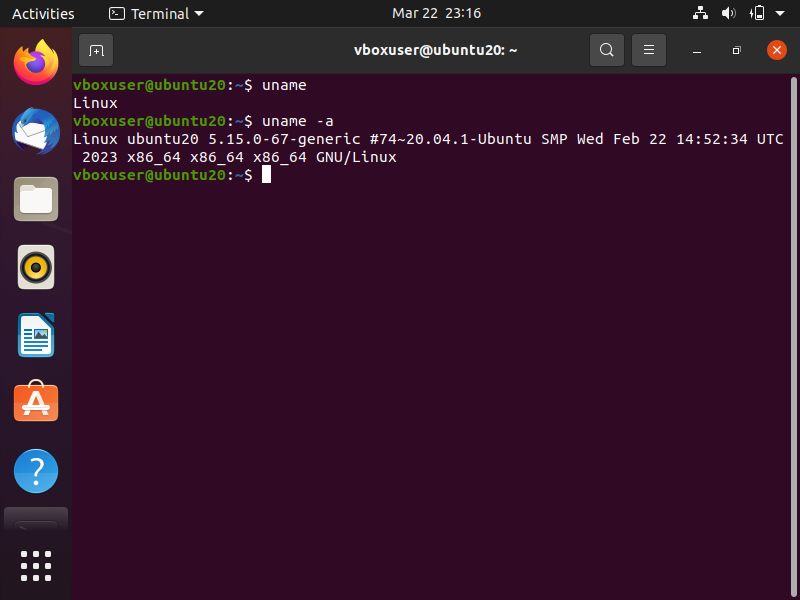 Activities Terminal Mar 22 23:16
vboxuser@ubuntu20: ~
vboxuser@ubuntu20:~$ uname
Linux
vboxuser@ubuntu20:~$ uname -a
Linux ubuntu20 5.15.0-67-generic #74~20.04.1-Ubuntu SMP Wed Feb 22 14:52:34 UTC
2023 x86_64 x86_64 x86_64 GNU/Linux
vboxuser@ubuntu20:~$